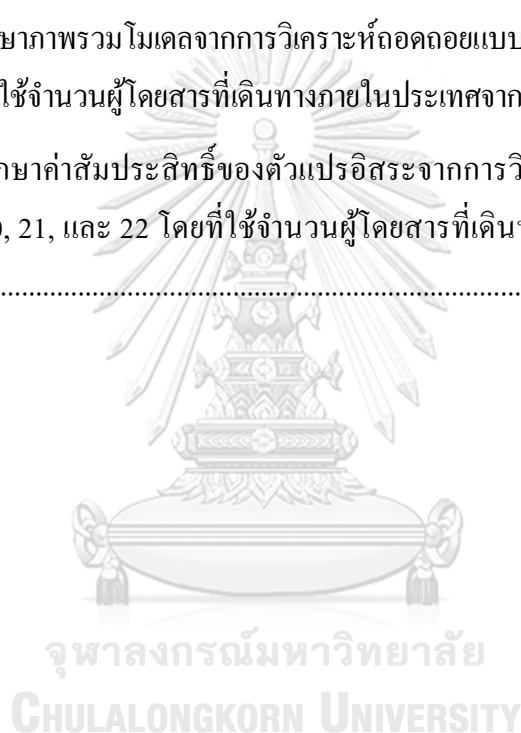 ษาภาพรวมโมเดลจากการวิเคราะห์ถอดถอยแบบ
ใช้จำนวนผู้โดยสารที่เดินทางภายในประเทศจาก
กษาค่าสัมประสิทธิ์ของตัวแปรอิสระจากการวิ
, 21, และ 22 โดยที่ใช้จำนวนผู้โดยสารที่เดิน
................................................................................
จุฬาลงกรณ์มหาวิทยาลัย
CHULALONGKORN UNIVERSITY